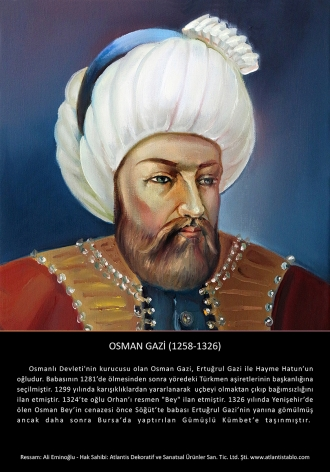 OSMAN GAZİ (1258-1326)
Osmanlı Devleti'nin kurucusu olan Osman Gazi, Ertuğrul Gazi ile Hayme Hatun'un
oğludur. Babasının 1281'de ölmesinden sonra yöredeki Türkmen aşiretlerinin başkanlığına
seçilmiştir. 1299 yılında karışıklıklardan yararlanarak uçbeyi olmaktan çıkıp bağımsızlığını
ilan etmiştir. 1324'te oğlu Orhan'ı resmen "Bey" ilan etmiştir. 1326 yılında Yenişehir'de
ölen Osman Bey'in cenazesi önce Söğüt'te babası Ertuğrul Gazi'nin yanına gömülmüş
ancak daha sonra Bursa'da yaptırılan Gümüşlü Kümbet'e taşınmıştır.
Ressam: Ali Eminoğlu - Hak Sahibi: Atlantis Dekoratif ve Sanatsal Ürünler San. Tic. Ltd. Şti. www.atlantistablo.com